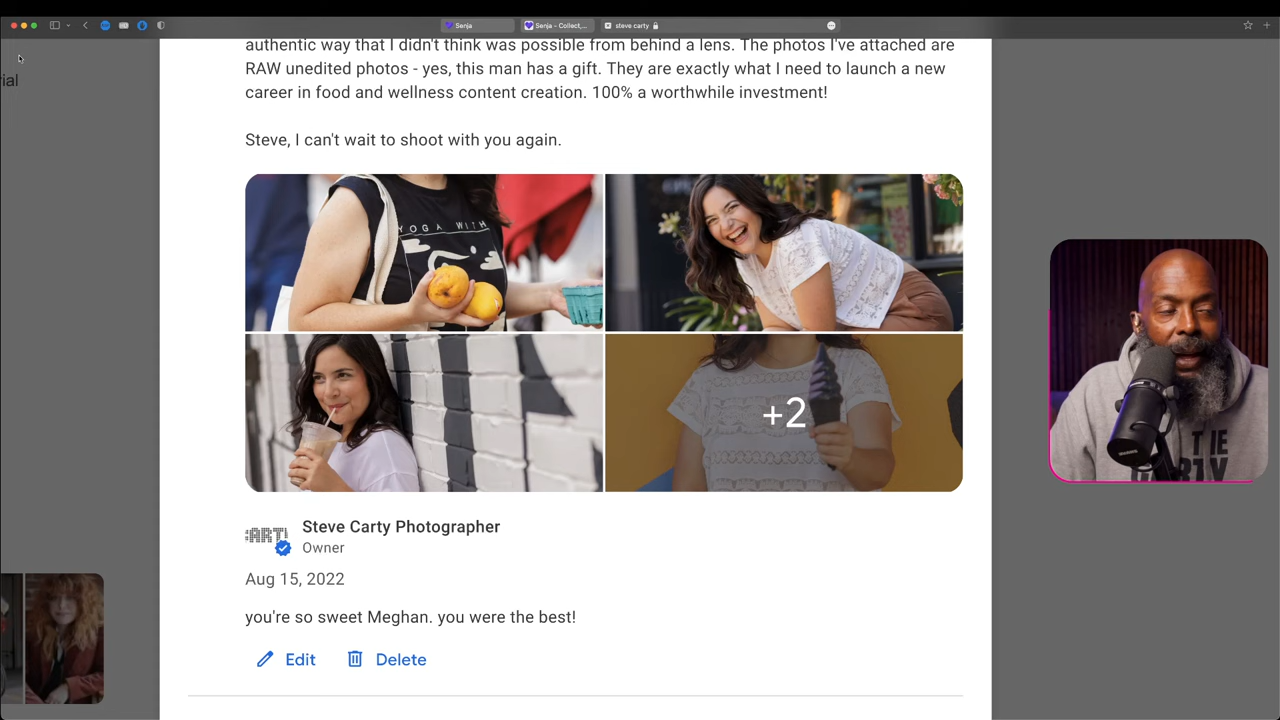 Senja
Senja - Collect,...
steve carty
rial
authentic way that I didn't think was possible from behind a lens. The photos I've attached are
RAW unedited photos - yes, this man has a gift. They are exactly what I need to launch a new
career in food and wellness content creation. 100% a worthwhile investment!
Steve, I can't wait to shoot with you again.
YOGA WITH
+2
THE
:ART!
Steve Carty Photographer
Owner
Aug 15, 2022
you're so sweet Meghan. you were the best!
Edit
Delete